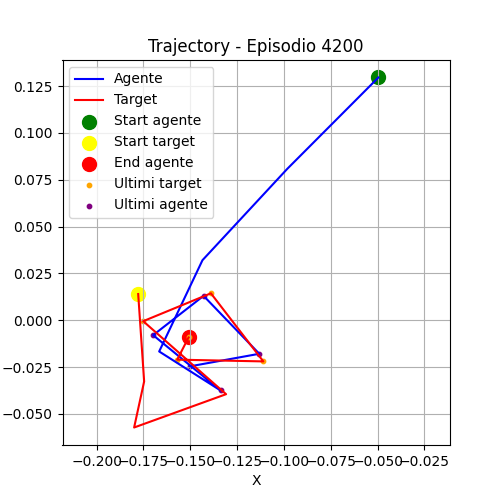 Trajectory - Episodio 4200
Agente
Target
Start agente
Start target
End agente
Ultimi target
Ultimi agente
0.125
0.100
0.075
0.050
0.025
0.000
−0.025
−0.050
−0.200 −0.175 −0.150 −0.125 −0.100 −0.075 −0.050 −0.025
X